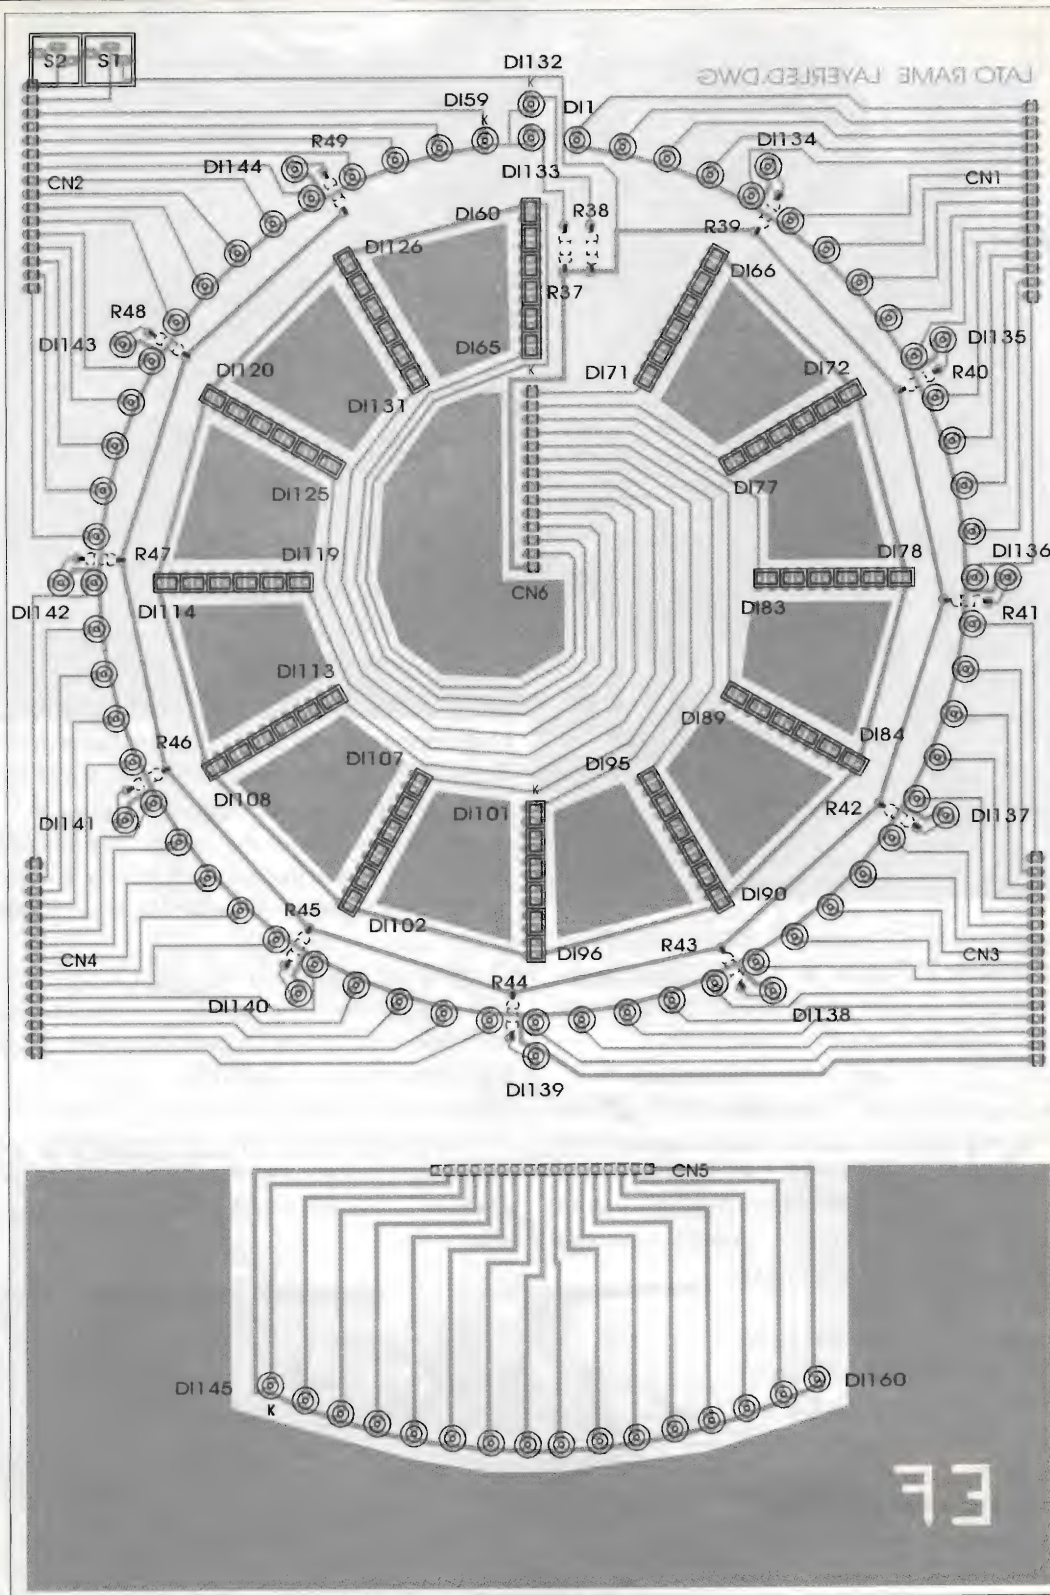 S2 S1
DI132
LATO RAME LAYERLED.DWG
K
DI59
DI1
K
R49
DI134
DI144
DI133
CN2
CN1
DI60
R38
R39
DI126
DI66
R37
R48
DI143
DI65
DI135
DI120
DI71
DI72
R40
K
DI131
DI125
DI77
R47
DI119
DI78
DI136
CN6
DI142
DI114
DI83
R41
DI113
DI89
R46
DI107
DI95
DI84
K
DI108
DI101
R42
DI141
DI137
DI90
R45
DI102
DI96
R43
CN4
CN3
R44
DI140
DI138
DI139
CN5
DI145
DI160
K
EF